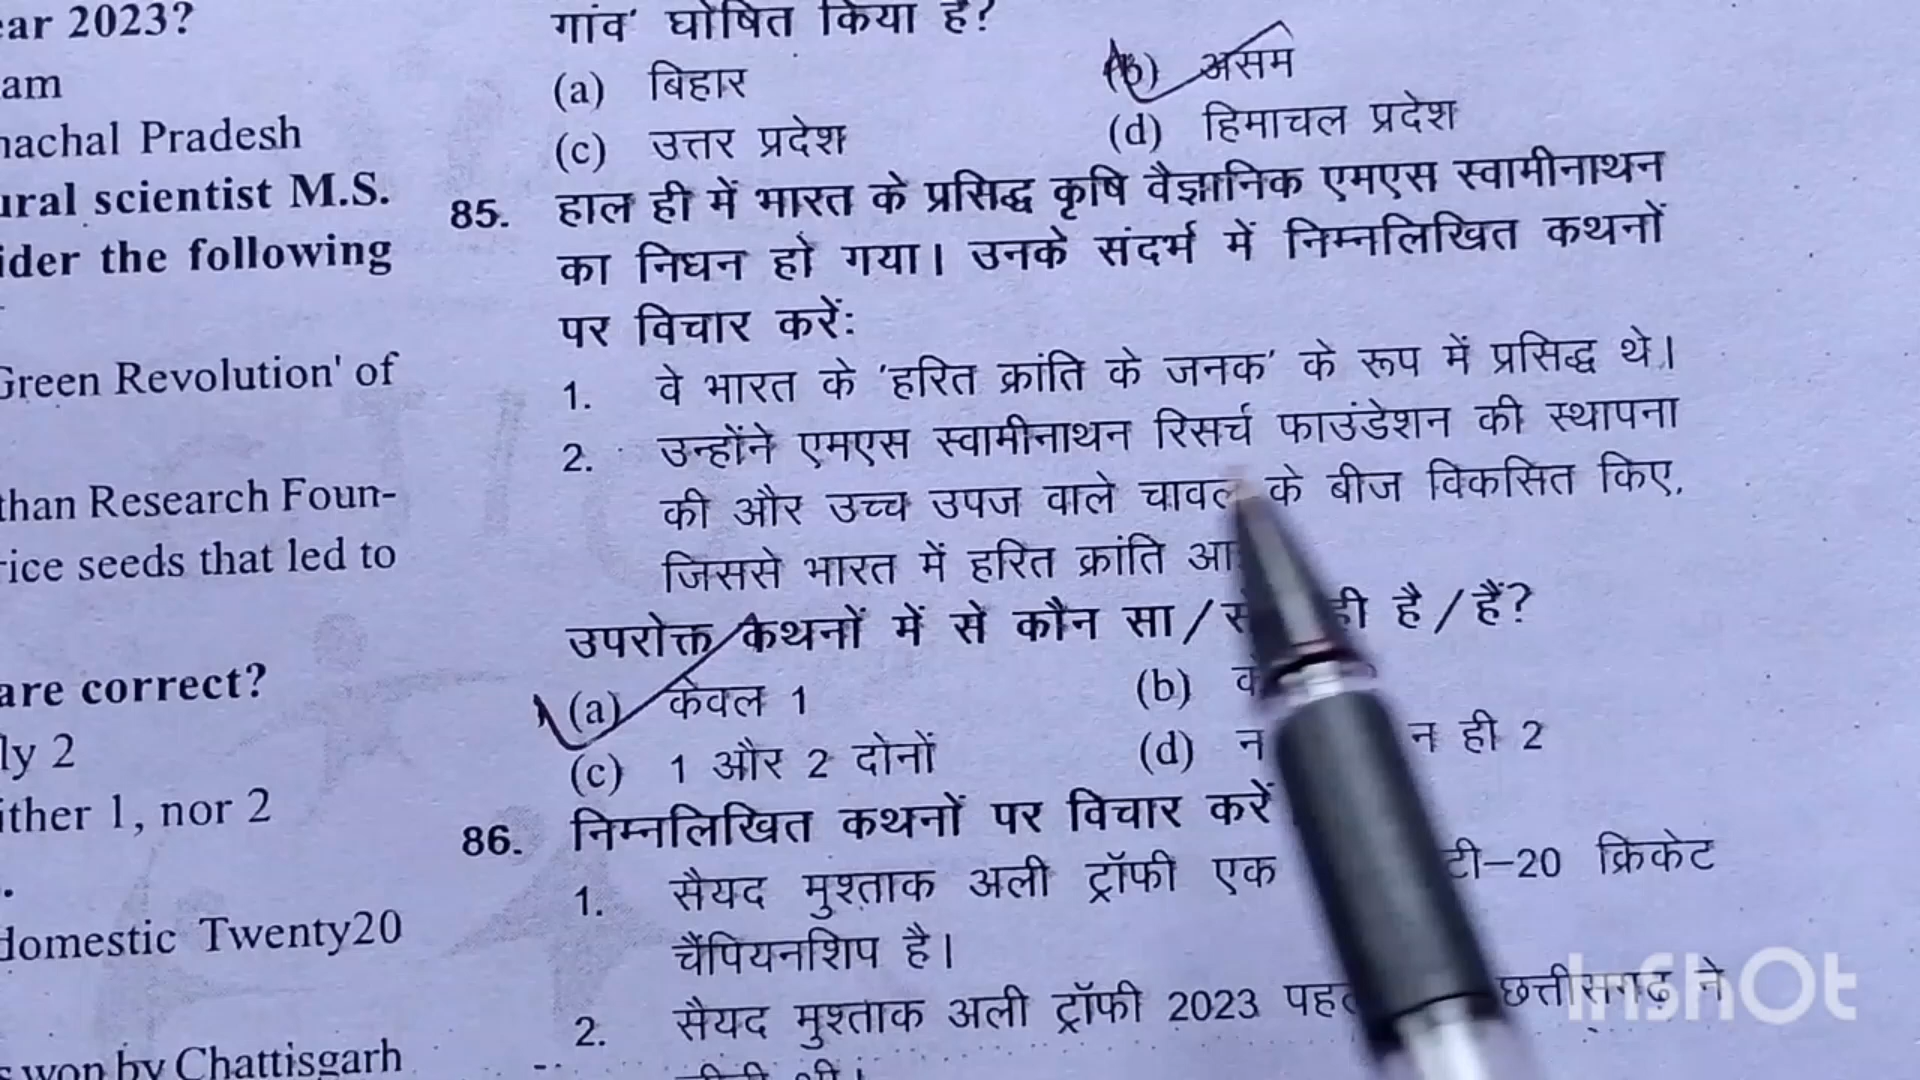 ear 2023?
am
nachal Pradesh
ural scientist M.S.
ider the following
Green Revolution' of
than Research Foun-
rice seeds that led to
are correct?
ly 2
ither 1, nor 2
domestic Twenty20
s won by Chattisgarh
गांव' घोषित किया है?
(a) बिहार (b) असम
(c) उत्तर प्रदेश (d) हिमाचल प्रदेश
85. हाल ही में भारत के प्रसिद्ध कृषि वैज्ञानिक एमएस स्वामीनाथन
का निधन हो गया। उनके संदर्भ में निम्नलिखित कथनों
पर विचार करें:
1. वे भारत के 'हरित क्रांति के जनक' के रूप में प्रसिद्ध थे।
2. उन्होंने एमएस स्वामीनाथन रिसर्च फाउंडेशन की स्थापना
की और उच्च उपज वाले चावल के बीज विकसित किए,
जिससे भारत में हरित क्रांति
उपरोक्त कथनों में से कौन सा/ है/हैं?
(a) केवल 1 (b)
(c) 1 और 2 दोनों (d) न न ही 2
86. निम्नलिखित कथनों पर विचार करें
1. सैयद मुश्ताक अली ट्रॉफी एक टी-20 क्रिकेट
चैंपियनशिप है।
2. सैयद मुश्ताक अली ट्रॉफी 2023 छत्तीसगढ़ ने
InShOt